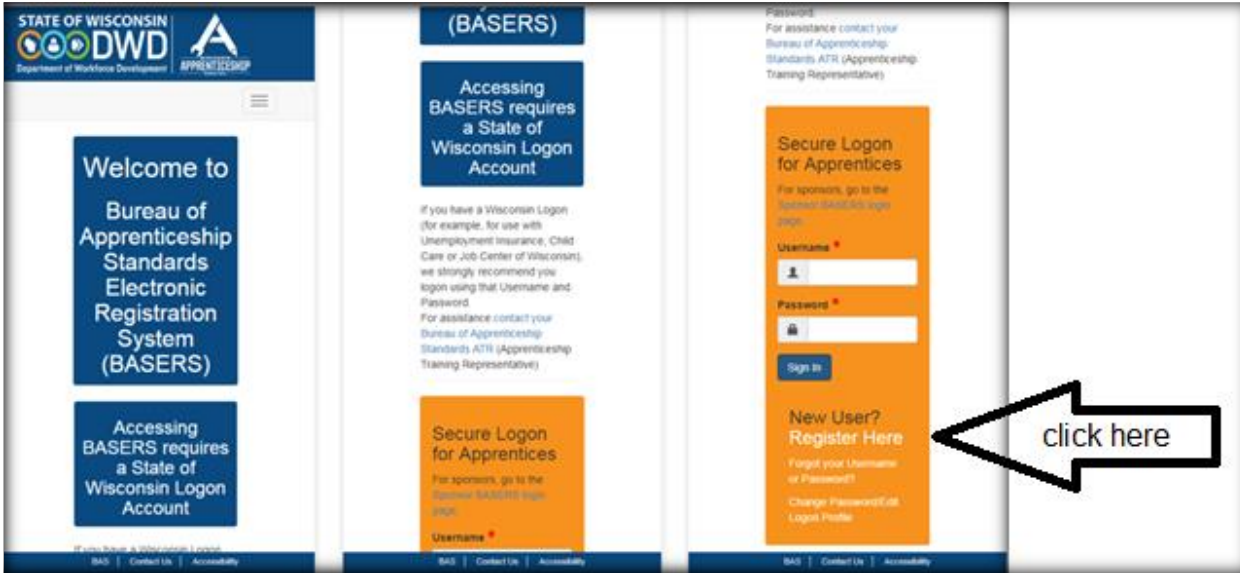 STATE OF WISCONSIN
DWD
Department of Workforce Development
APPRENTICESHIP
Welcome to
Bureau of
Apprenticeship
Standards
Electronic
Registration
System
(BASERS)
Accessing
BASERS requires
a State of
Wisconsin Logon
Account
If you have a Wisconsin Logon
BAS | Contact Us | Accessibility
(BASERS)
Accessing
BASERS requires
a State of
Wisconsin Logon
Account
If you have a Wisconsin Logon
(for example, for use with
Unemployment Insurance, Child
Care or Job Center of Wisconsin),
we strongly recommend you
logon using that Username and
Password.
For assistance contact your
Bureau of Apprenticeship
Standards ATR (Apprenticeship
Training Representative)
Secure Logon
for Apprentices
For sponsors, go to the
Sponsor BASERS login
page.
Username *
BAS | Contact Us | Accessibility
Password.
For assistance contact your
Bureau of Apprenticeship
Standards ATR (Apprenticeship
Training Representative)
Secure Logon
for Apprentices
For sponsors, go to the
Sponsor BASERS login
page.
Username *
Password *
Sign In
New User?
Register Here
Forgot your Username
or Password?
Change Password/Edit
Logon Profile
BAS | Contact Us | Accessibility
click here